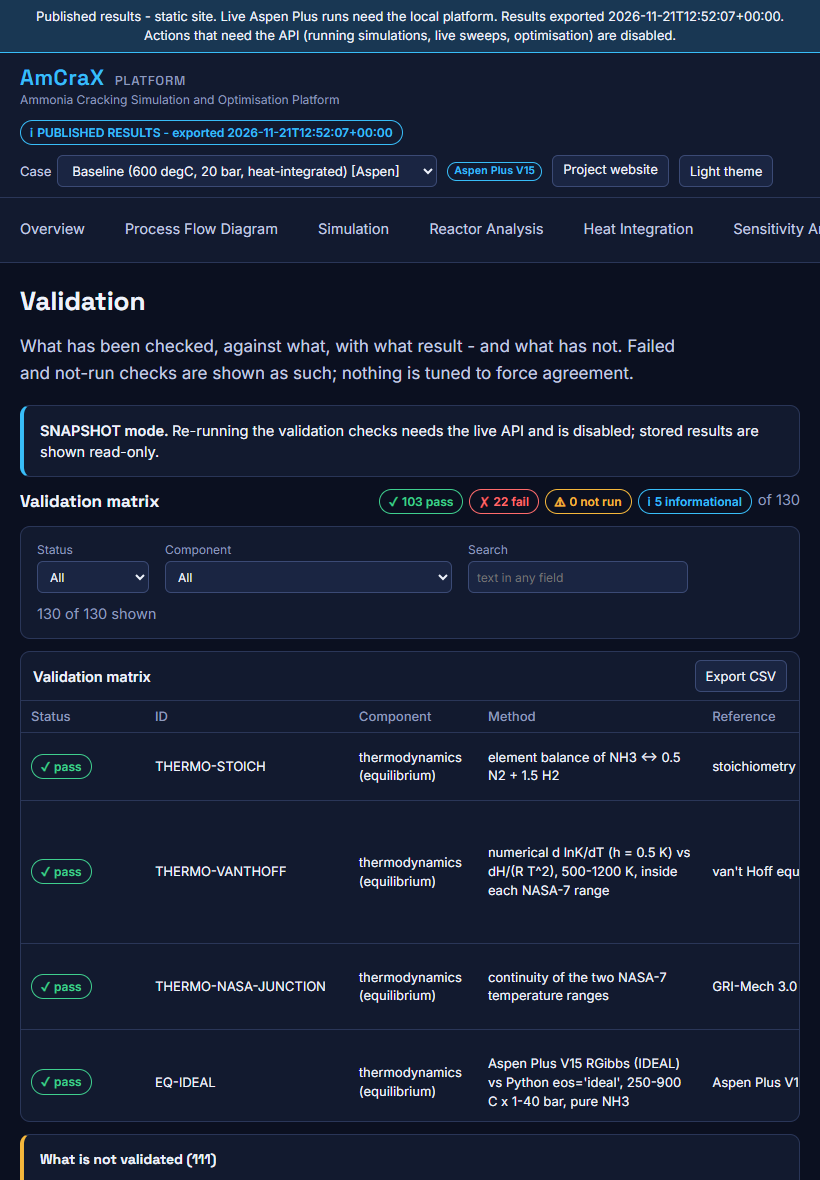 Published results - static site. Live Aspen Plus runs need the local platform. Results exported 2026-11-21T12:52:07+00:00.
Actions that need the API (running simulations, live sweeps, optimisation) are disabled.
AmCraX PLATFORM
Ammonia Cracking Simulation and Optimisation Platform
i PUBLISHED RESULTS - exported 2026-11-21T12:52:07+00:00
Case Baseline (600 degC, 20 bar, heat-integrated) [Aspen] Aspen Plus V15 Project website Light theme
Overview Process Flow Diagram Simulation Reactor Analysis Heat Integration Sensitivity A
Validation
What has been checked, against what, with what result - and what has not. Failed
and not-run checks are shown as such; nothing is tuned to force agreement.
SNAPSHOT mode. Re-running the validation checks needs the live API and is disabled; stored results are
shown read-only.
Validation matrix ✓ 103 pass ✗ 22 fail ⚠ 0 not run i 5 informational of 130
Status Component Search
All All text in any field
130 of 130 shown
Validation matrix Export CSV
Status ID Component Method Reference
✓ pass THERMO-STOICH thermodynamics (equilibrium) element balance of NH3 <-> 0.5 N2 + 1.5 H2 stoichiometry
✓ pass THERMO-VANTHOFF thermodynamics (equilibrium) numerical d lnK/dT (h = 0.5 K) vs dH/(R T^2), 500-1200 K, inside each NASA-7 range van't Hoff equ
✓ pass THERMO-NASA-JUNCTION thermodynamics (equilibrium) continuity of the two NASA-7 temperature ranges GRI-Mech 3.0
✓ pass EQ-IDEAL thermodynamics (equilibrium) Aspen Plus V15 RGibbs (IDEAL) vs Python eos='ideal', 250-900 C x 1-40 bar, pure NH3 Aspen Plus V1
What is not validated (111)